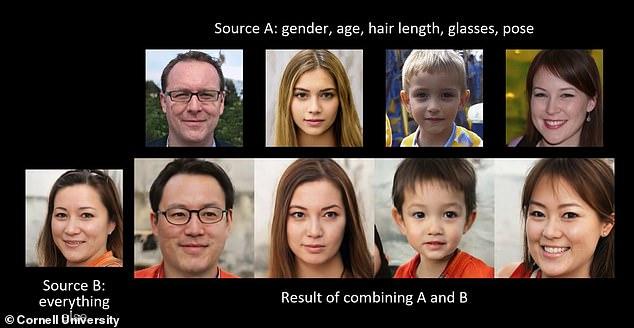 Source A: gender, age, hair length, glasses, pose
Source B:
everything
Result of combining A and B
© Cornell University